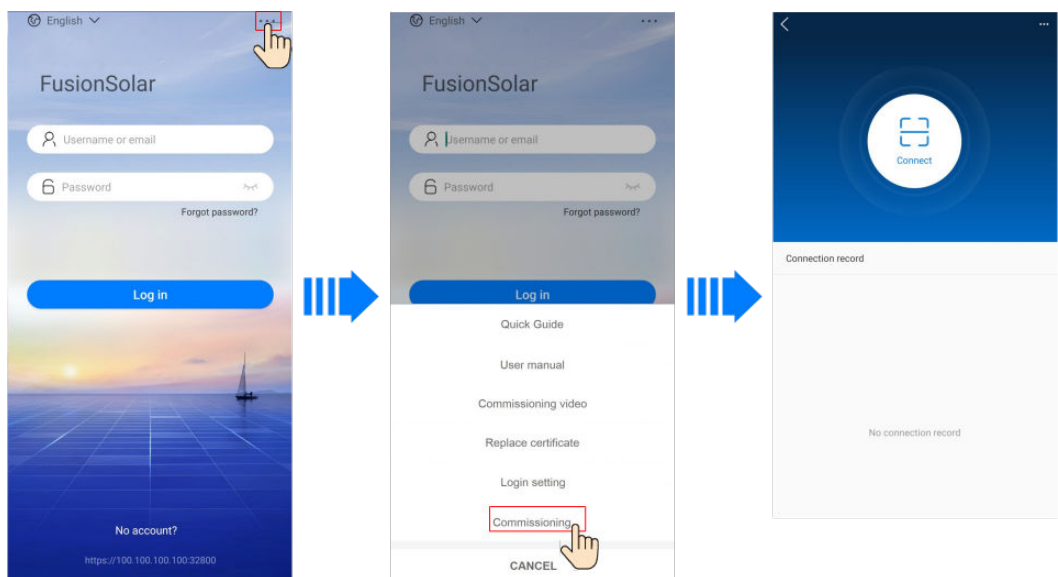 English
...
FusionSolar
Username or email
Password
Forgot password?
Log in
No account?
https://100.100.100.100:32800
English
...
FusionSolar
Username or email
Password
Forgot password?
Log in
Quick Guide
User manual
Commissioning video
Replace certificate
Login setting
Commissioning
CANCEL
...
Connect
Connection record
No connection record